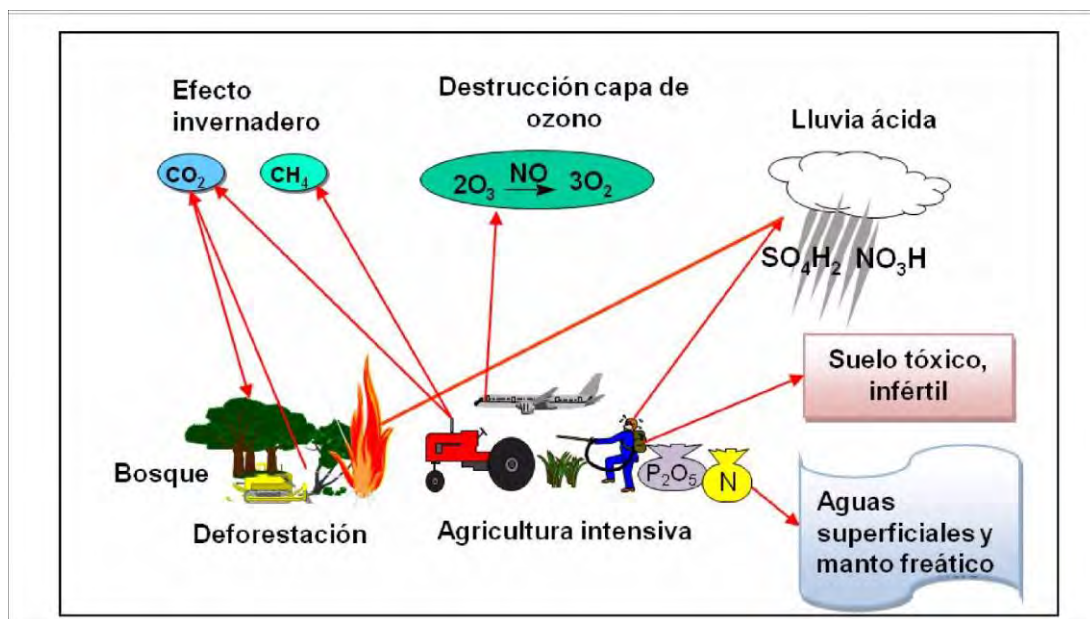 Efecto
invernadero
Destrucción capa de
ozono
Lluvia ácida
CO₂
CH₄
2O₃ NO → 3O₂
SO₄H₂ NO₃H
Suelo tóxico,
infértil
Bosque
P₂O₅
N
Deforestación
Agricultura intensiva
Aguas
superficiales y
manto freático